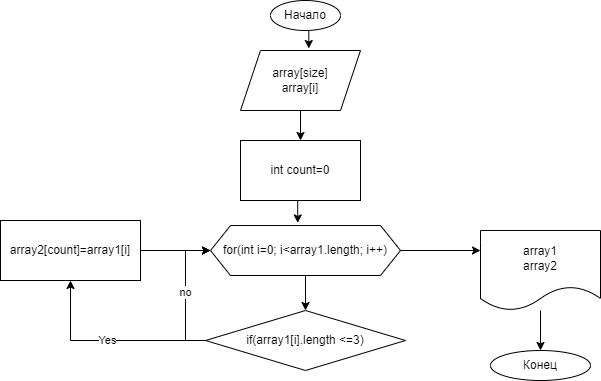 Начало
array[size]
array[i]
int count=0
array2[count]=array1[i]
for(int i=0; i<array1.length; i++)
array1
array2
no
Yes
if(array1[i].length <=3)
Конец